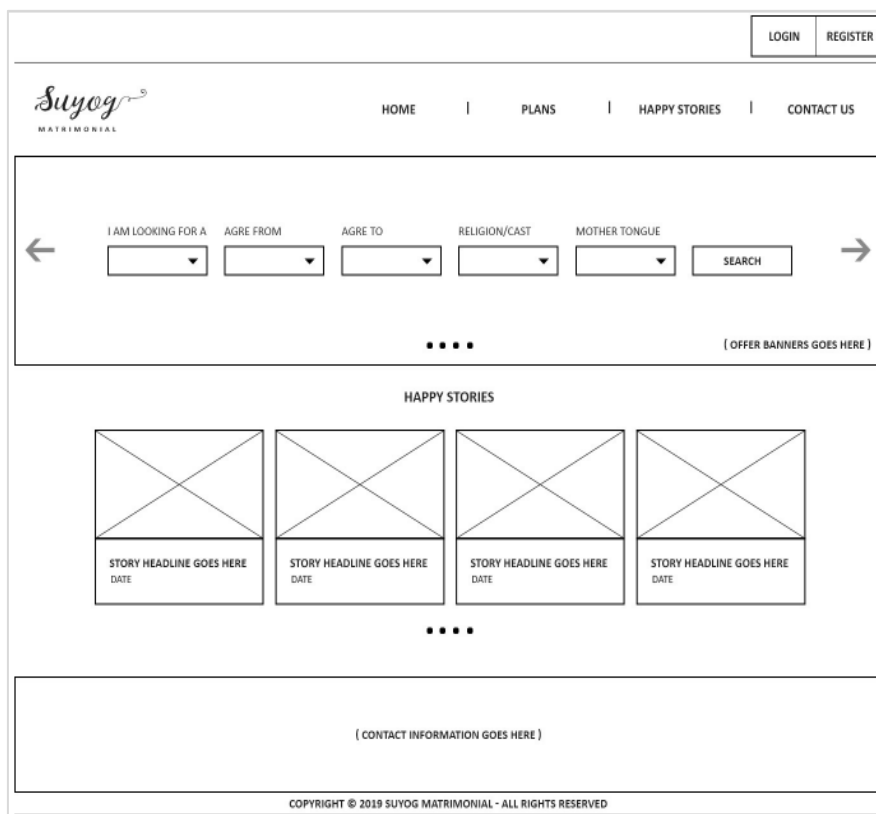 LOGIN REGISTER
Suyog
MATRIMONIAL
HOME | PLANS | HAPPY STORIES | CONTACT US
I AM LOOKING FOR A AGRE FROM AGRE TO RELIGION/CAST MOTHER TONGUE
SEARCH
( OFFER BANNERS GOES HERE )
HAPPY STORIES
STORY HEADLINE GOES HERE STORY HEADLINE GOES HERE STORY HEADLINE GOES HERE STORY HEADLINE GOES HERE
DATE DATE DATE DATE
( CONTACT INFORMATION GOES HERE )
COPYRIGHT © 2019 SUYOG MATRIMONIAL - ALL RIGHTS RESERVED